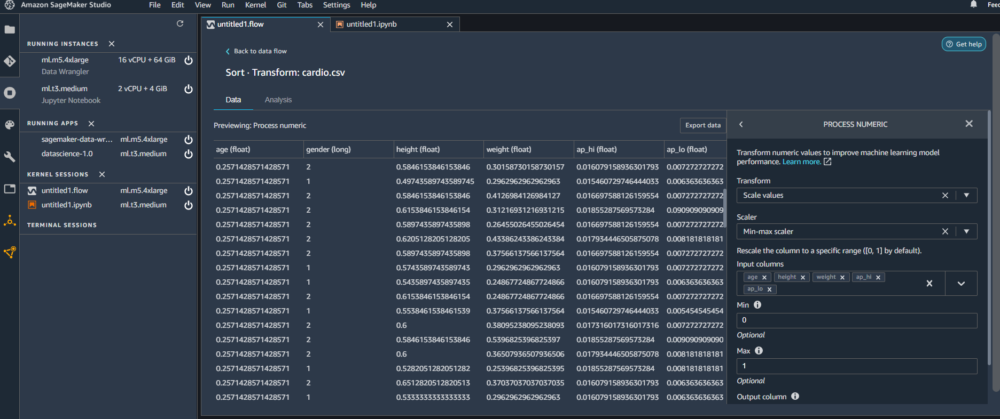 Amazon SageMaker Studio File Edit View Run Kernel Git Tabs Settings Help
untitled1.flow untitled1.ipynb
RUNNING INSTANCES
ml.m5.4xlarge 16 vCPU + 64 GiB
Data Wrangler
ml.t3.medium 2 vCPU + 4 GiB
Jupyter Notebook
RUNNING APPS
sagemaker-data-wr... ml.m5.4xlarge
datascience-1.0 ml.t3.medium
KERNEL SESSIONS
untitled1.flow ml.m5.4xlarge
untitled1.ipynb ml.t3.medium
TERMINAL SESSIONS
Back to data flow
Get help
Sort · Transform: cardio.csv
Data Analysis
Previewing: Process numeric
Export data
age (float) gender (long) height (float) weight (float) ap_hi (float) ap_lo (float)
0.2571428571428571 2 0.5846153846153846 0.30158730158730157 0.016079158936301793 0.007272727272
0.2571428571428571 1 0.49743589743589745 0.2962962962962963 0.015460729746444033 0.006363636363
0.2571428571428571 2 0.5846153846153846 0.4126984126984127 0.016697588126159554 0.007272727272
0.2571428571428571 2 0.6153846153846154 0.31216931216931215 0.01855287569573284 0.090909090909
0.2571428571428571 2 0.5897435897435898 0.26455026455026454 0.016697588126159554 0.007272727272
0.2571428571428571 2 0.6205128205128205 0.43386243386243384 0.017934446505875078 0.008181818181
0.2571428571428571 2 0.5897435897435898 0.37566137566137564 0.016697588126159554 0.007272727272
0.2571428571428571 1 0.5743589743589743 0.2962962962962963 0.016079158936301793 0.007272727272
0.2571428571428571 1 0.5435897435897435 0.24867724867724866 0.016079158936301793 0.006363636363
0.2571428571428571 2 0.6153846153846154 0.24867724867724866 0.016697588126159554 0.007272727272
0.2571428571428571 1 0.5538461538461539 0.37566137566137564 0.015460729746444033 0.005454545454
0.2571428571428571 2 0.6 0.38095238095238093 0.017316017316017316 0.007272727272
0.2571428571428571 2 0.5846153846153846 0.5396825396825397 0.01855287569573284 0.009090909090
0.2571428571428571 2 0.6 0.36507936507936506 0.017934446505875078 0.008181818181
0.2571428571428571 1 0.5282051282051282 0.25396825396825395 0.01855287569573284 0.008181818181
0.2571428571428571 2 0.6512820512820513 0.37037037037037035 0.016079158936301793 0.006363636363
0.2571428571428571 1 0.5333333333333333 0.2962962962962963 0.016079158936301793 0.006363636363
PROCESS NUMERIC
Transform numeric values to improve machine learning model
performance. Learn more.
Transform
Scale values
Scaler
Min-max scaler
Rescale the column to a specific range ([0, 1] by default).
Input columns
age height weight ap_hi
ap_lo
Min
0
Optional
Max
1
Optional
Output column